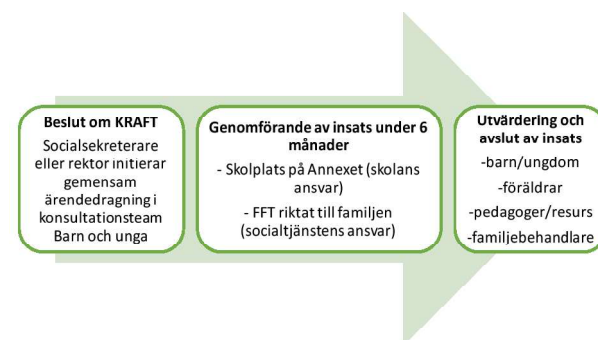 Beslut om KRAFT
Socialsekreterare
eller rektor initierar
gemensam
ärendedragning i
konsultationsteam
Barn och unga
Genomförande av insats under 6
månader
- Skolplats på Annexet (skolans
ansvar)
- FFT riktat till familjen
(socialtjänstens ansvar)
Utvärdering och
avslut av insats
-barn/ungdom
-föräldrar
-pedagoger/resurs
-familjebehandlare